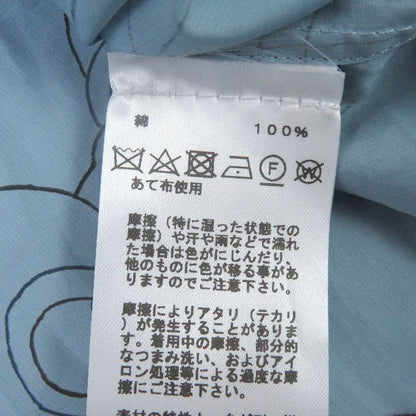 綿 100%
F
あて布使用
摩擦（特に湿った状態での
摩擦）や汗や雨などで濡れ
た場合は色がにじんだり、
他のものに色が移る事があ
りますのでご注意下さい。
摩擦によりアタリ（テカリ
）が発生することがありま
す。着用中の摩擦、部分的
なつまみ洗い、およびアイ
ロン処理等による過度な摩
擦にご注意下さい。